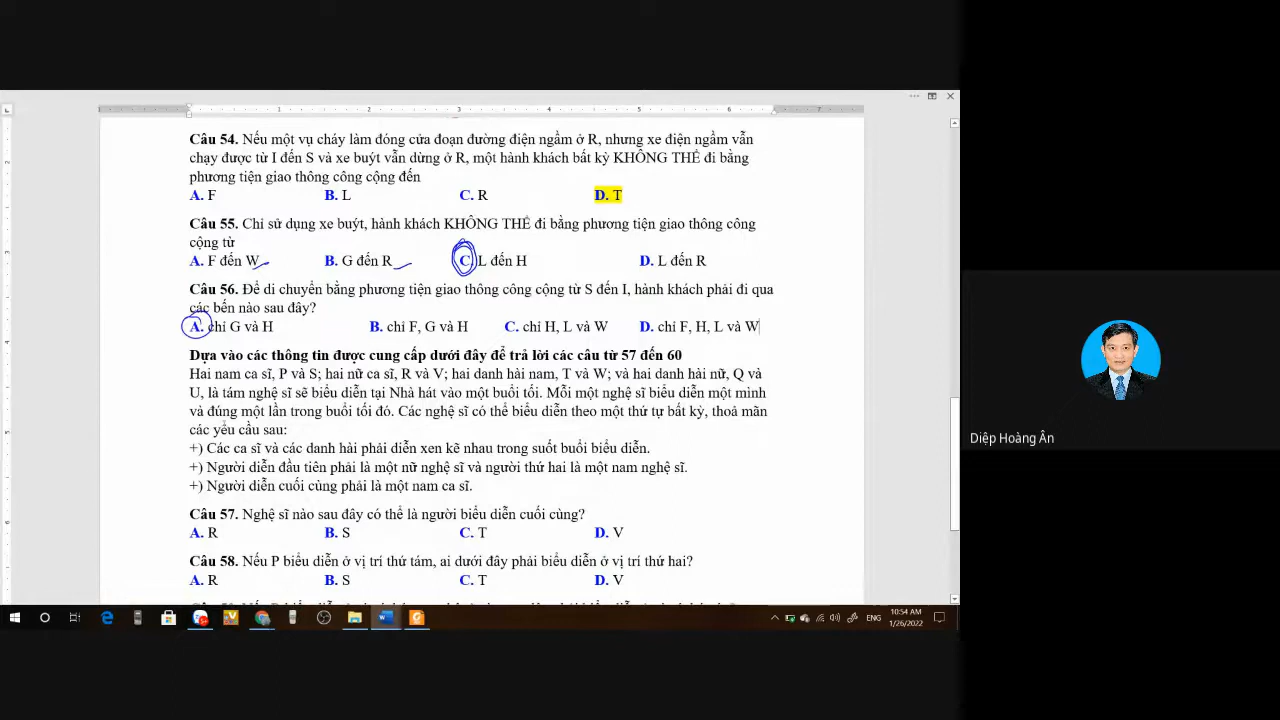 Câu 54. Nếu một vụ cháy làm đóng cửa đoạn đường điện ngầm ở R, nhưng xe điện ngầm vẫn
chạy được từ I đến S và xe buýt vẫn dừng ở R, một hành khách bất kỳ KHÔNG THỂ đi bằng
phương tiện giao thông công cộng đến
A. F B. L C. R D. T
Câu 55. Chỉ sử dụng xe buýt, hành khách KHÔNG THỂ đi bằng phương tiện giao thông công
cộng từ
A. F đến W B. G đến R C. L đến H D. L đến R
Câu 56. Để di chuyển bằng phương tiện giao thông công cộng từ S đến I, hành khách phải đi qua
các bến nào sau đây?
A. chỉ G và H B. chỉ F, G và H C. chỉ H, L và W D. chỉ F, H, L và W
Dựa vào các thông tin được cung cấp dưới đây để trả lời các câu từ 57 đến 60
Hai nam ca sĩ, P và S; hai nữ ca sĩ, R và V; hai danh hài nam, T và W; và hai danh hài nữ, Q và
U, là tám nghệ sĩ sẽ biểu diễn tại Nhà hát vào một buổi tối. Mỗi một nghệ sĩ biểu diễn một mình
và đúng một lần trong buổi tối đó. Các nghệ sĩ có thể biểu diễn theo một thứ tự bất kỳ, thoả mãn
các yêu cầu sau:
+) Các ca sĩ và các danh hài phải diễn xen kẽ nhau trong suốt buổi biểu diễn.
+) Người diễn đầu tiên phải là một nữ nghệ sĩ và người thứ hai là một nam nghệ sĩ.
+) Người diễn cuối cùng phải là một nam ca sĩ.
Câu 57. Nghệ sĩ nào sau đây có thể là người biểu diễn cuối cùng?
A. R B. S C. T D. V
Câu 58. Nếu P biểu diễn ở vị trí thứ tám, ai dưới đây phải biểu diễn ở vị trí thứ hai?
A. R B. S C. T D. V
Diệp Hoàng Ân
ENG
10:54 AM
1/26/2022